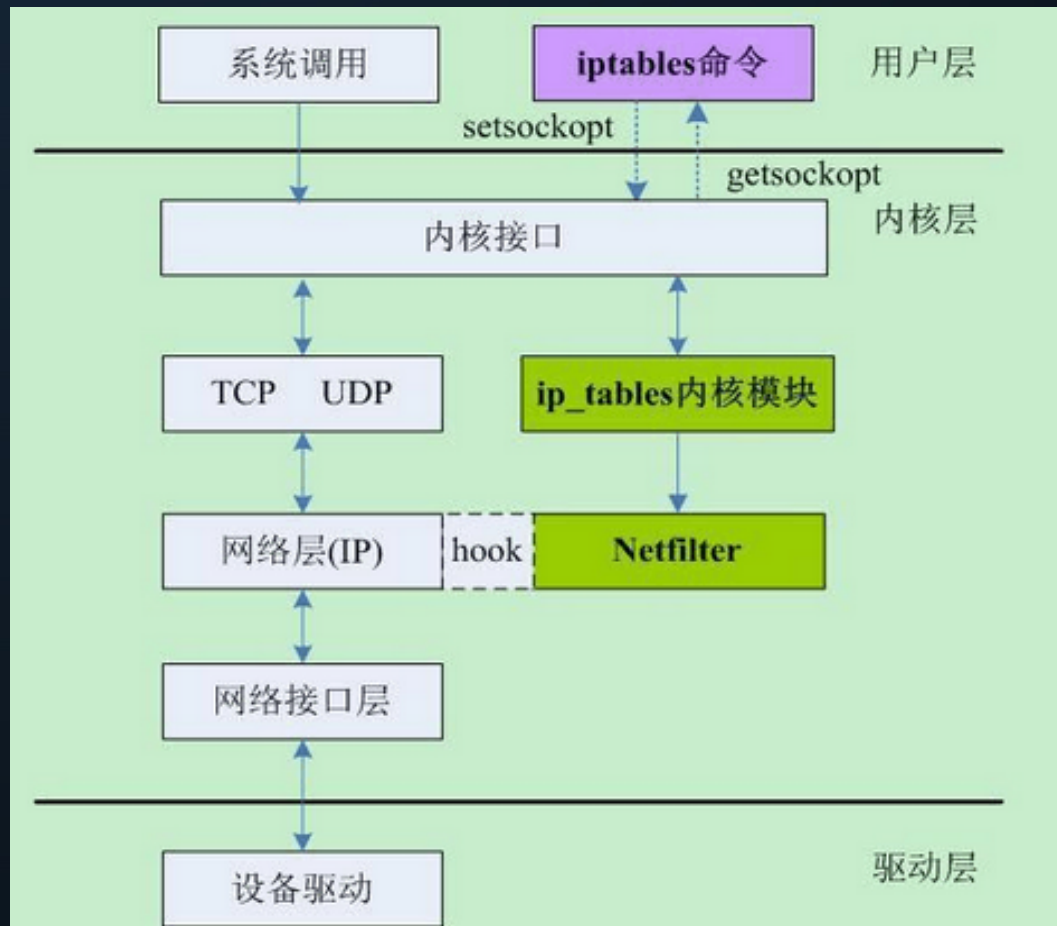 系统调用
iptables命令
用户层
setsockopt
getsockopt
内核接口
内核层
TCP UDP
ip_tables内核模块
网络层(IP)
hook
Netfilter
网络接口层
设备驱动
驱动层